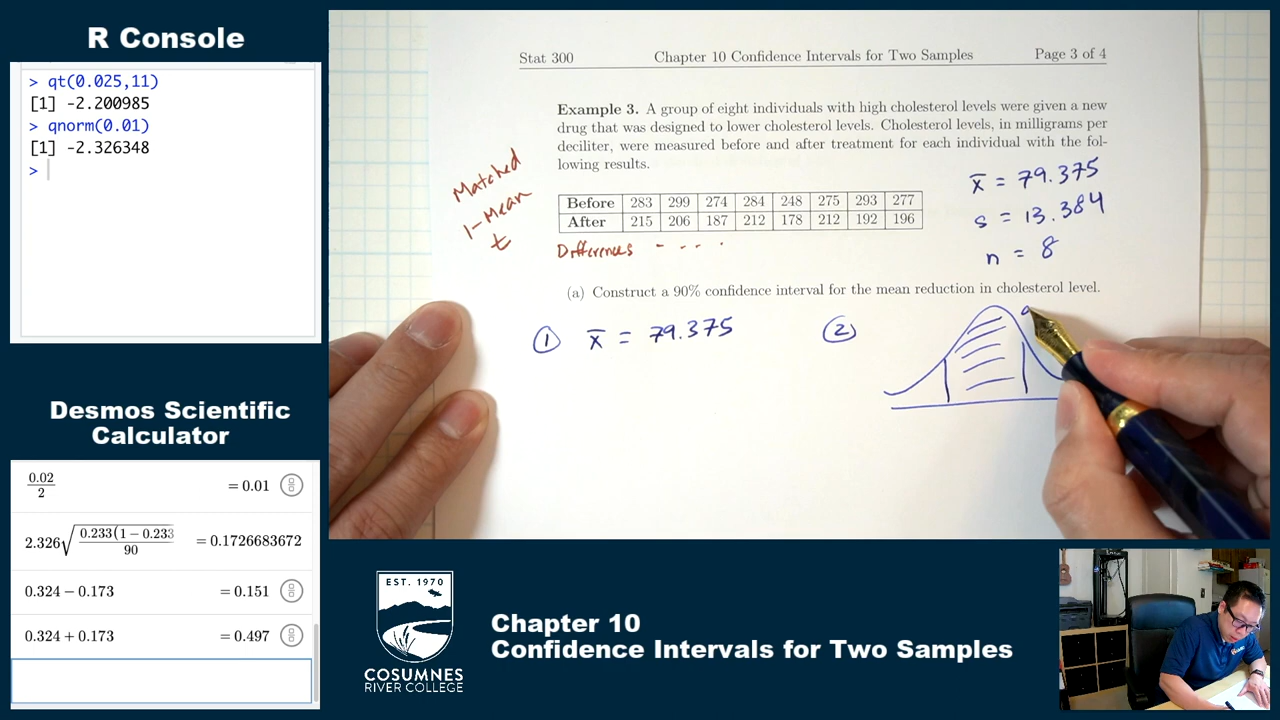 R Console
> qt(0.025,11)
[1] -2.200985
> qnorm(0.01)
[1] -2.326348
>
Desmos Scientific
Calculator
0.02
2
= 0.01
2.326√
0.233(1 − 0.233
90
= 0.1726683672
0.324 − 0.173
= 0.151
0.324 + 0.173
= 0.497
Stat 300 Chapter 10 Confidence Intervals for Two Samples Page 3 of 4
Example 3. A group of eight individuals with high cholesterol levels were given a new
drug that was designed to lower cholesterol levels. Cholesterol levels, in milligrams per
deciliter, were measured before and after treatment for each individual with the fol-
lowing results.
Matched
1-Mean
t
Before 283 299 274 284 248 275 293 277
After 215 206 187 212 178 212 192 196
Differences - - - .
x̄ = 79.375
s = 13.384
n = 8
(a) Construct a 90% confidence interval for the mean reduction in cholesterol level.
① x̄ = 79.375 ②
EST. 1970
COSUMNES
RIVER COLLEGE
Chapter 10
Confidence Intervals for Two Samples